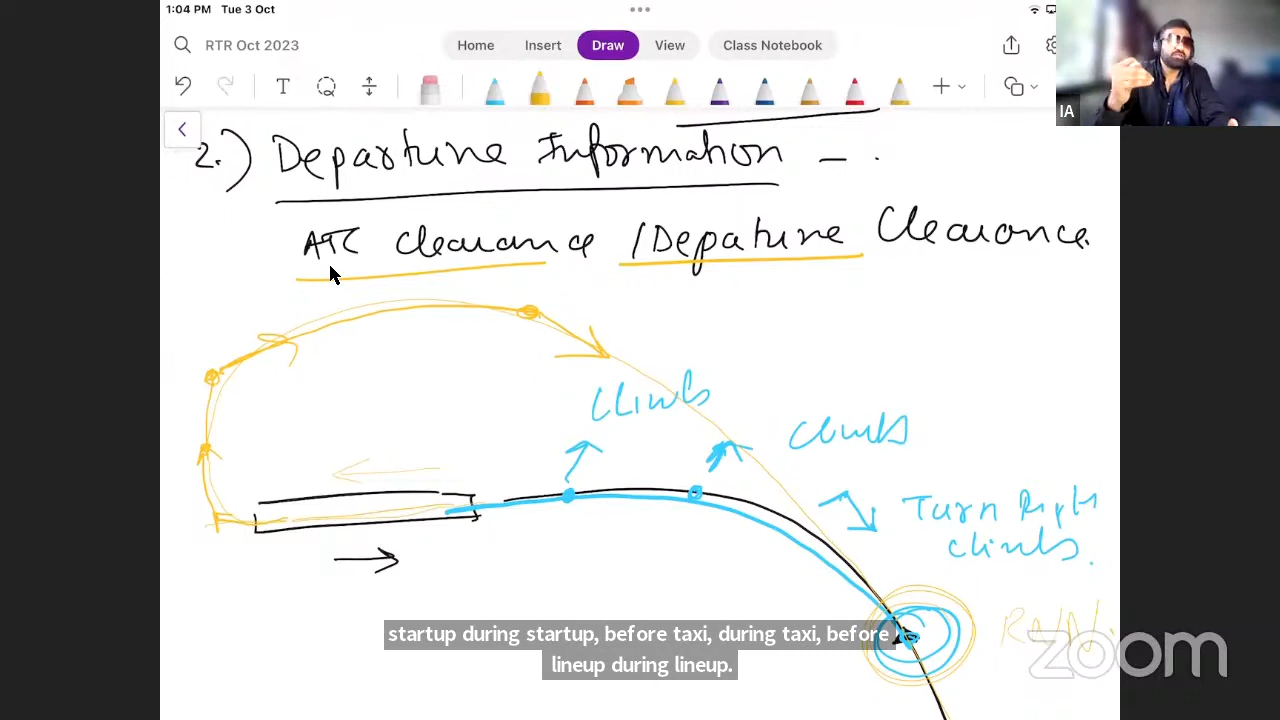 1:04 PM Tue 3 Oct
RTR Oct 2023
Home Insert Draw View Class Notebook
T
IA
2.) Departure Information - .
ATC Clearance / Depature Clearance.
Climb
Climb
Turn Right
climb.
startup during startup, before taxi, during taxi, before
lineup during lineup.
zoom